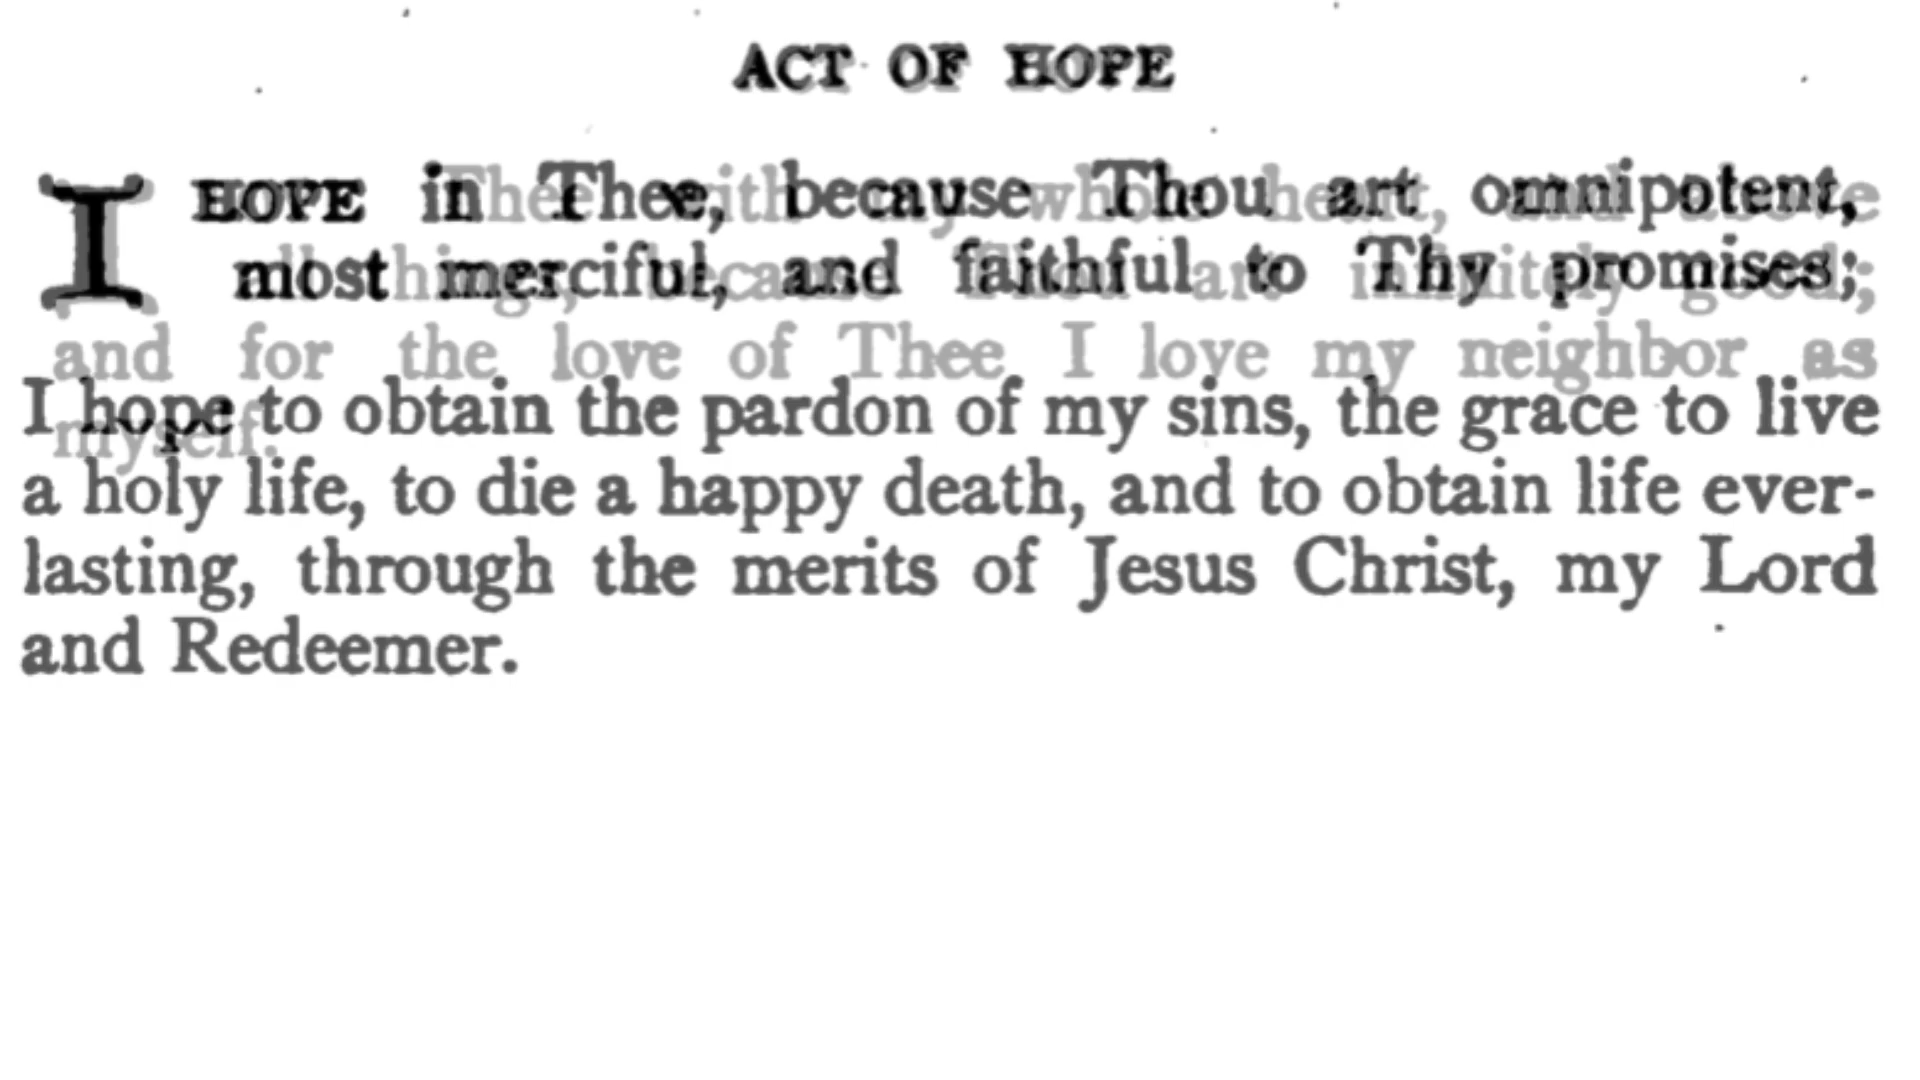 ACT OF HOPE
I HOPE in Thee, because Thou art omnipotent,
most merciful, and faithful to Thy promises;
and for the love of Thee I love my neighbor as
myself.
I hope to obtain the pardon of my sins, the grace to live
a holy life, to die a happy death, and to obtain life ever-
lasting, through the merits of Jesus Christ, my Lord
and Redeemer.